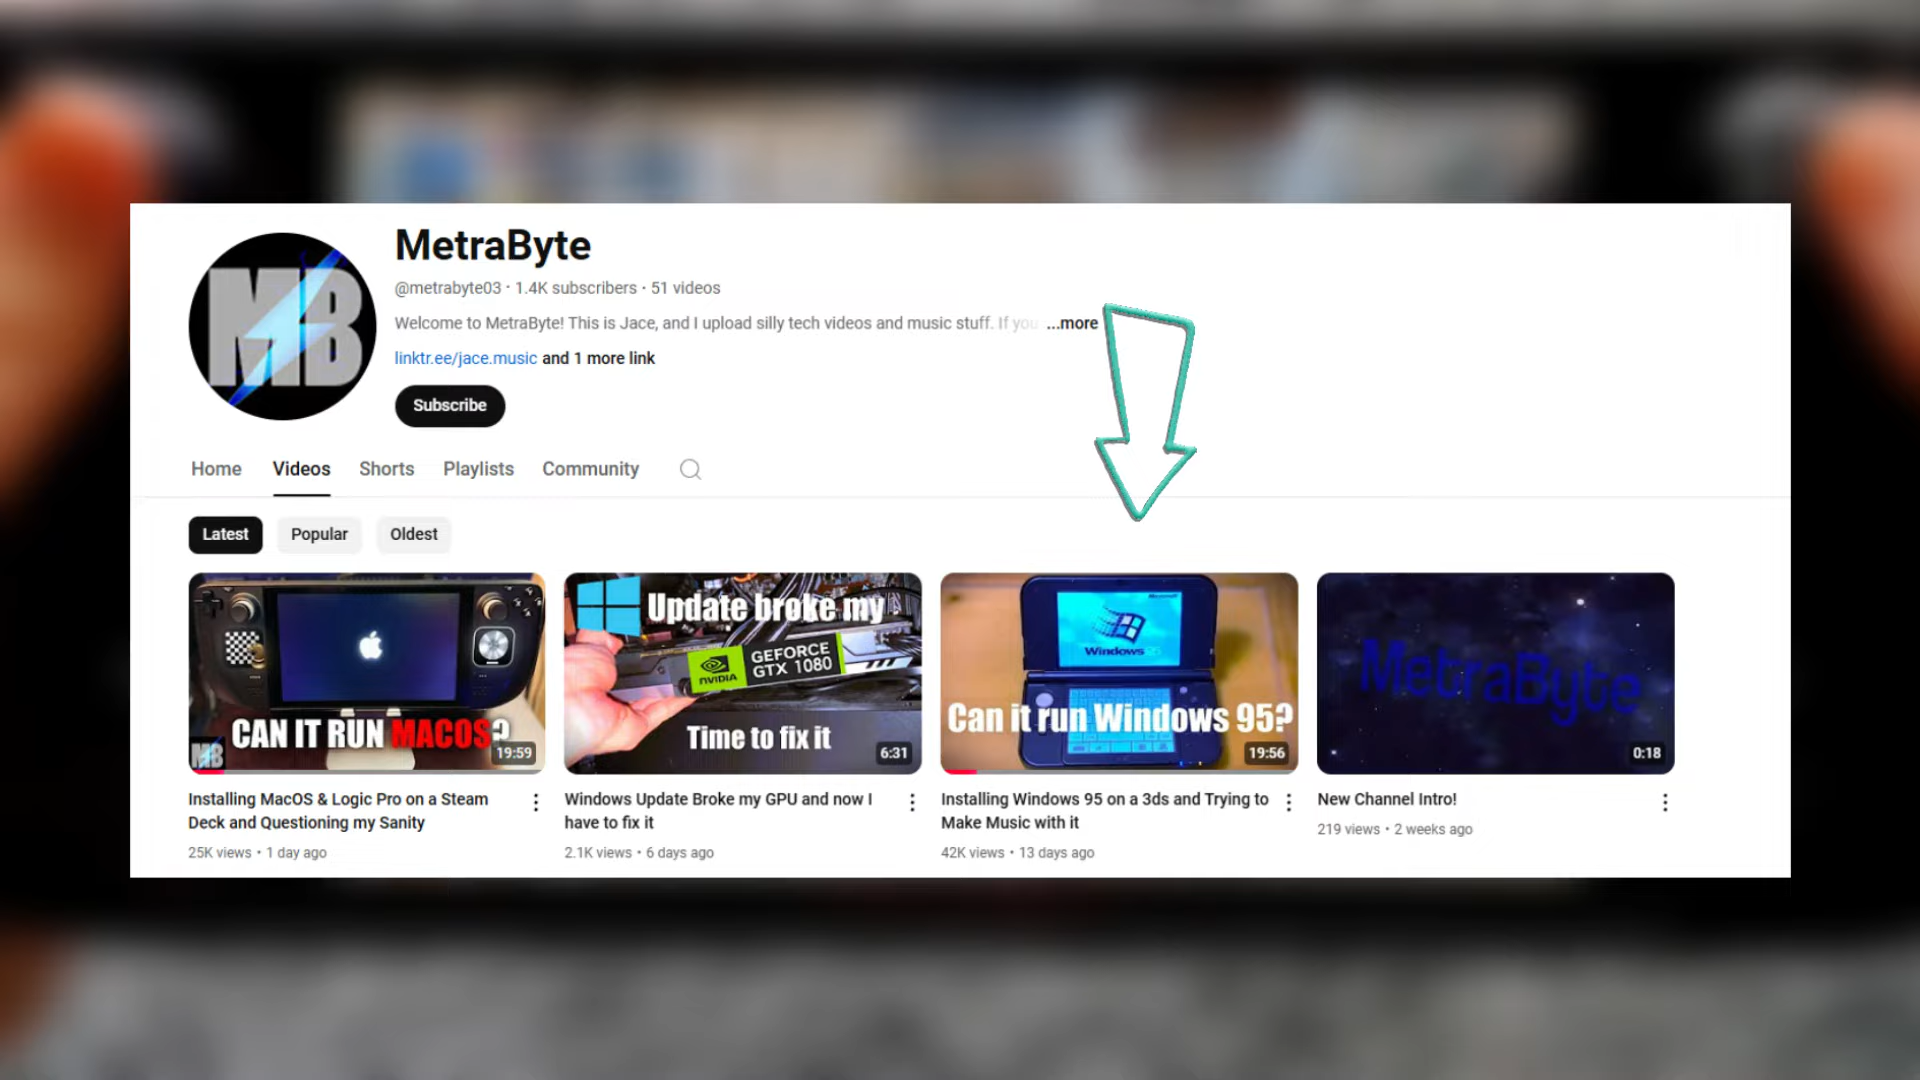 MB
MetraByte
@metrabyte03 · 1.4K subscribers · 51 videos
Welcome to MetraByte! This is Jace, and I upload silly tech videos and music stuff. If you ...more
linktr.ee/jace.music and 1 more link
Subscribe
Home Videos Shorts Playlists Community
Latest Popular Oldest
CAN IT RUN MACOS?
MB
19:59
Update broke my
NVIDIA
GEFORCE
GTX 1080
Time to fix it
6:31
Microsoft
Windows 95
Can it run Windows 95?
19:56
MetraByte
0:18
Installing MacOS & Logic Pro on a Steam
Deck and Questioning my Sanity
25K views · 1 day ago
Windows Update Broke my GPU and now I
have to fix it
2.1K views · 6 days ago
Installing Windows 95 on a 3ds and Trying to
Make Music with it
42K views · 13 days ago
New Channel Intro!
219 views · 2 weeks ago